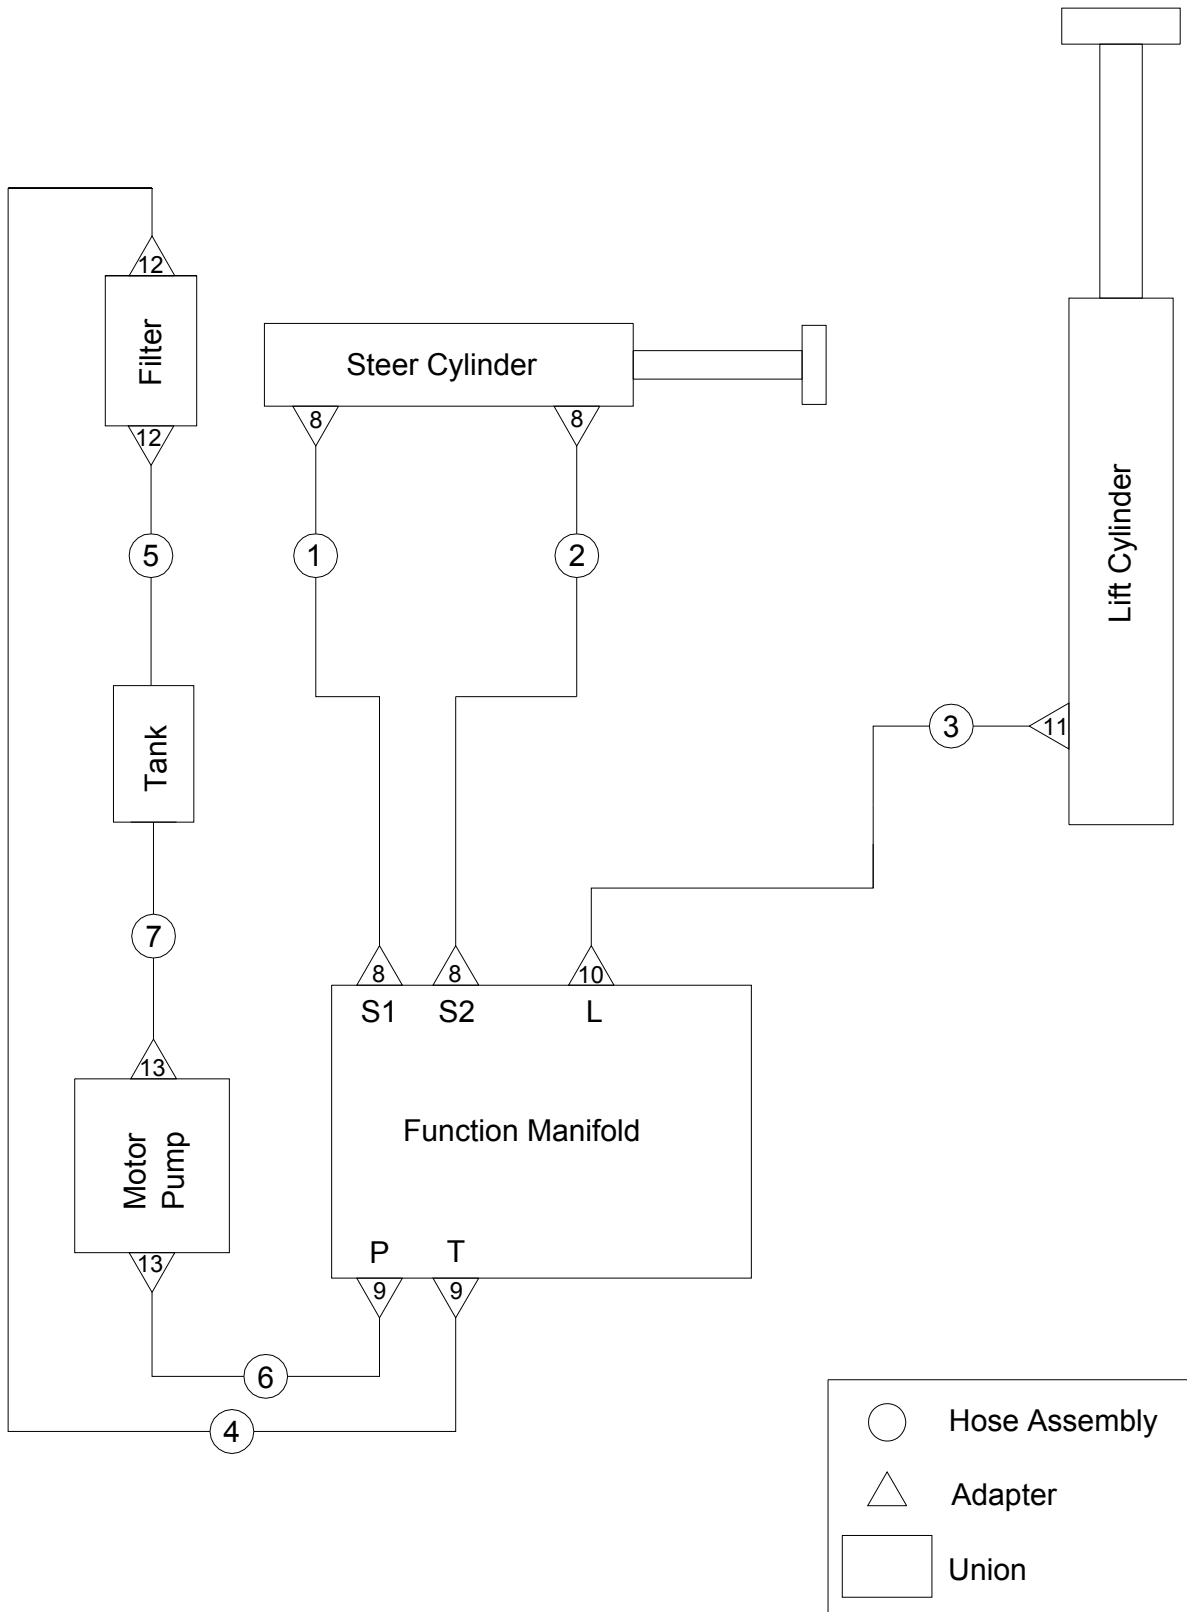 12
Filter
12
Steer Cylinder
8
8
5
1
2
Lift Cylinder
3
11
Tank
7
8
8
10
S1
S2
L
13
Motor
Pump
13
Function Manifold
P
T
9
9
6
4
Hose Assembly
Adapter
Union